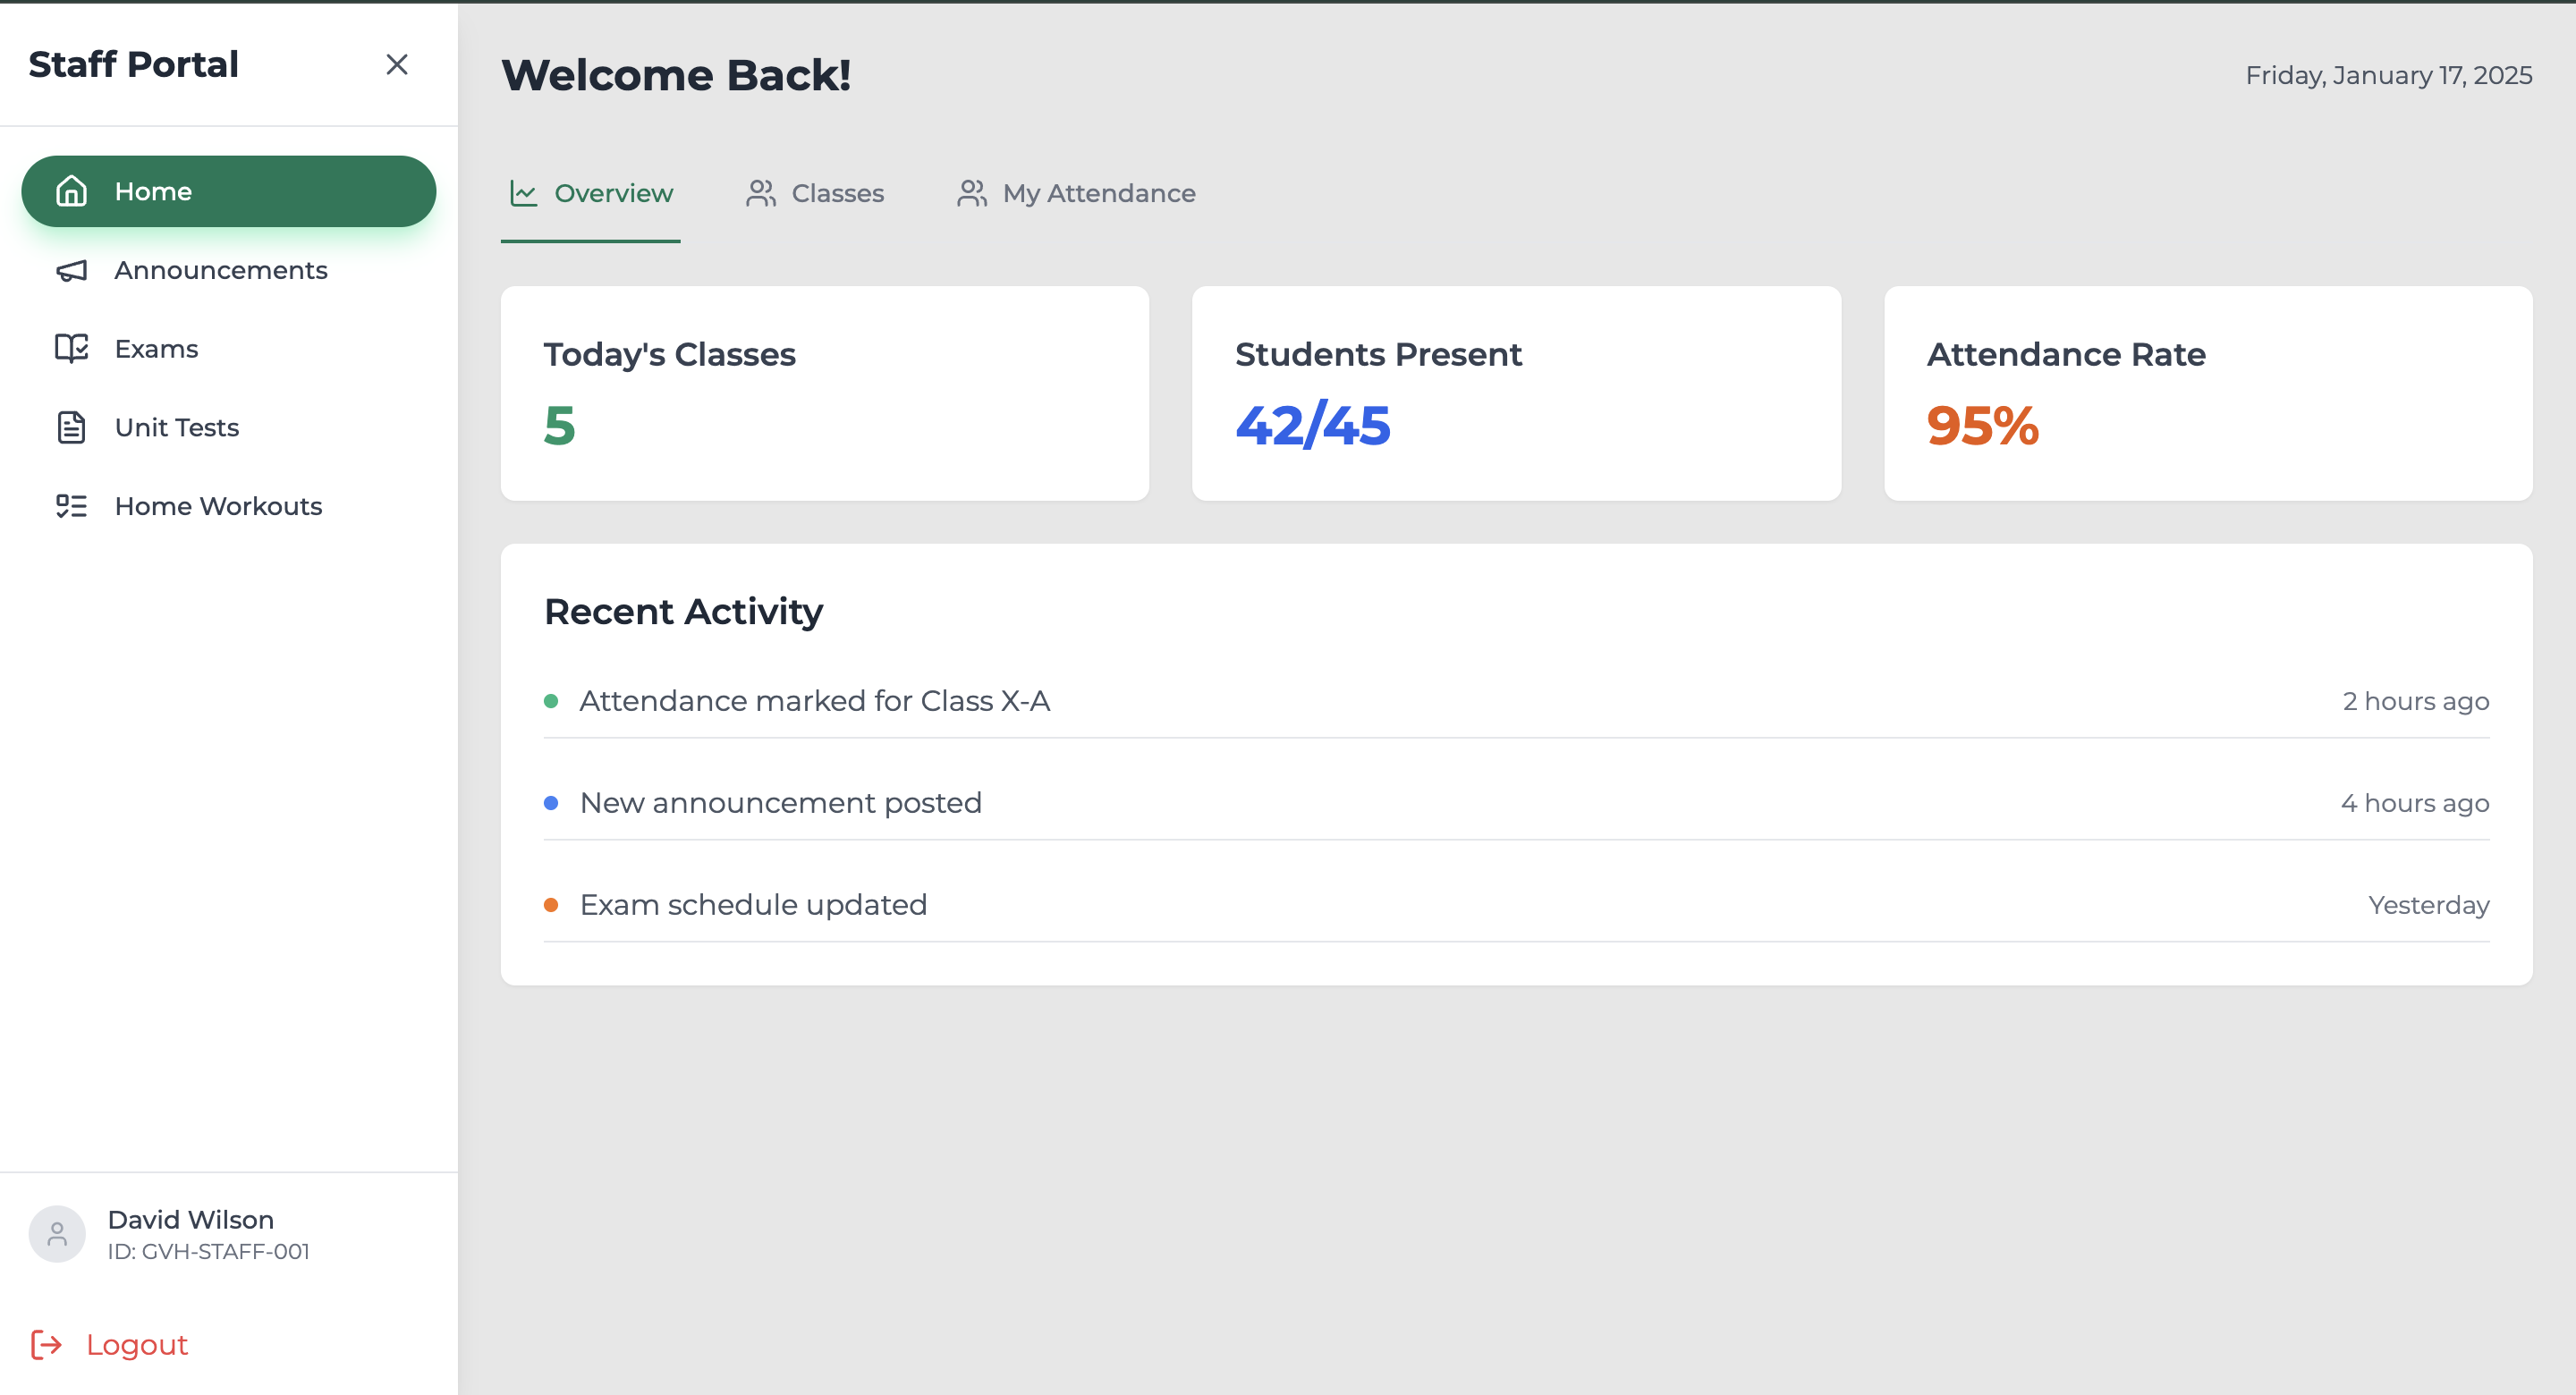 Staff Portal
Home
Announcements
Exams
Unit Tests
Home Workouts
David Wilson
ID: GVH-STAFF-001
Logout
Welcome Back!
Friday, January 17, 2025
Overview
Classes
My Attendance
Today's Classes
5
Students Present
42/45
Attendance Rate
95%
Recent Activity
Attendance marked for Class X-A
2 hours ago
New announcement posted
4 hours ago
Exam schedule updated
Yesterday